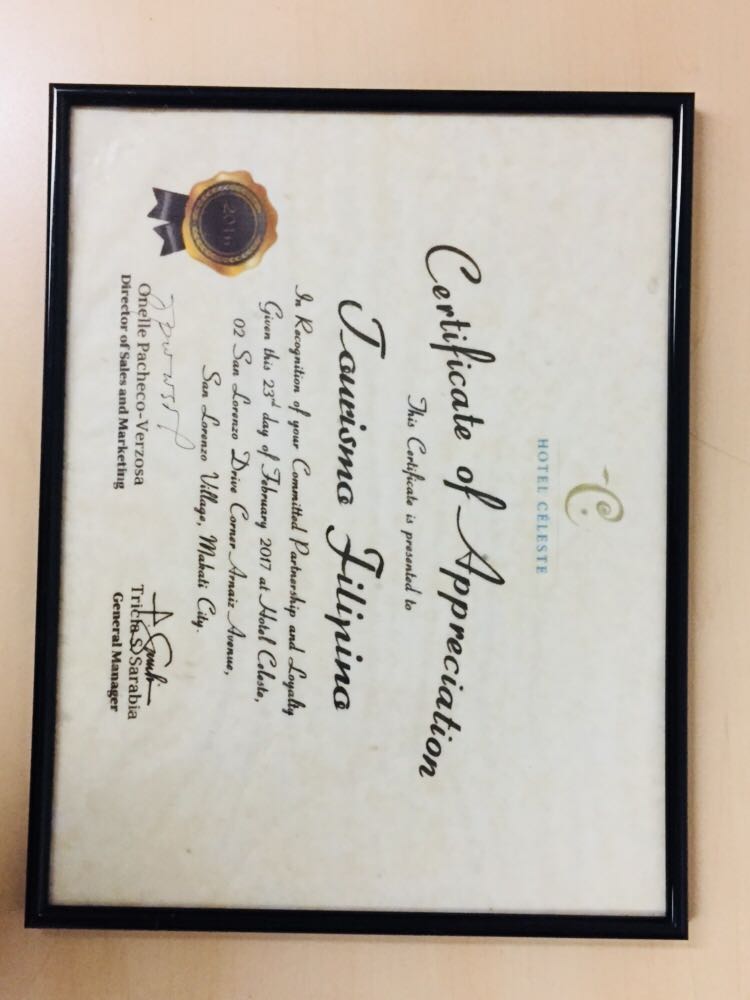 C
HOTEL CÉLESTE
Certificate of Appreciation
This Certificate is presented to
Tourismo Filipino
In Recognition of your Committed Partnership and Loyalty
Given this 23rd day of February 2017 at Hotel Celeste,
02 San Lorenzo Drive Corner Arnaiz Avenue,
San Lorenzo Village, Makati City.
2016
Onelle Pacheco-Verzosa
Director of Sales and Marketing
Tricia S. Sarabia
General Manager